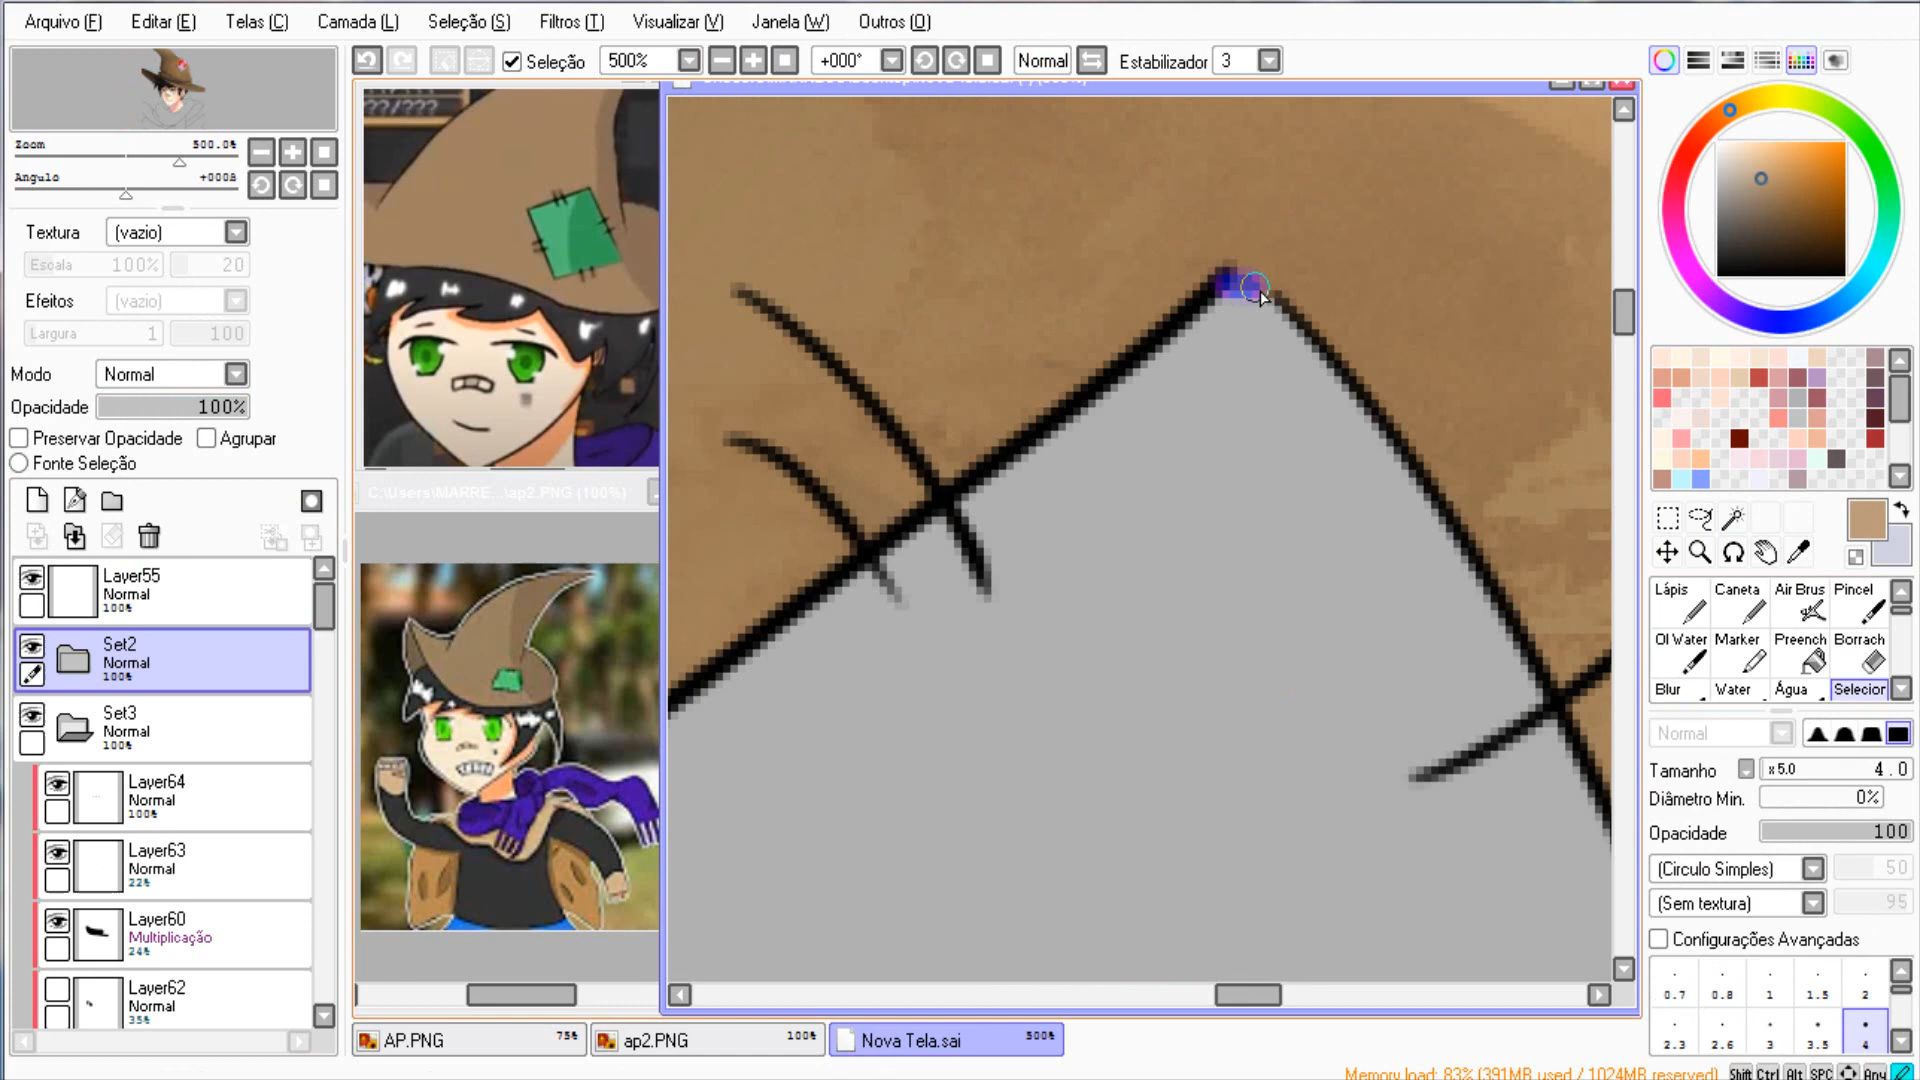 Arquivo (F) Editar (E) Telas (C) Camada (L) Seleção (S) Filtros (T) Visualizar (V) Janela (W) Outros (O)
Seleção 500% +000° Normal Estabilizador 3
Zoom 500.0%
Angulo +000
Textura (vazio)
Escala 100% 20
Efeitos (vazio)
Largura 1 100
Modo Normal
Opacidade 100%
Preservar Opacidade Agrupar
Fonte Seleção
Layer55
Normal
100%
Set2
Normal
100%
Set3
Normal
100%
Layer64
Normal
100%
Layer63
Normal
22%
Layer60
Multiplicação
24%
Layer62
Normal
35%
??/???
C:\Users\MARRE...\ap2.PNG (100%)
AP.PNG 75%
ap2.PNG 100%
Nova Tela.sai 500%
Lápis Caneta Air Brus Pincel
Ol Water Marker Preench Borrach
Blur Water Água Selecior
Normal
Tamanho x 5.0 4.0
Diâmetro Min. 0%
Opacidade 100
(Circulo Simples) 50
(Sem textura) 95
Configurações Avançadas
0.7 0.8 1 1.5 2
2.3 2.6 3 3.5 4
Memory load: 83% (391MB used / 1024MB reserved)
Shift Ctrl Alt SPC Any